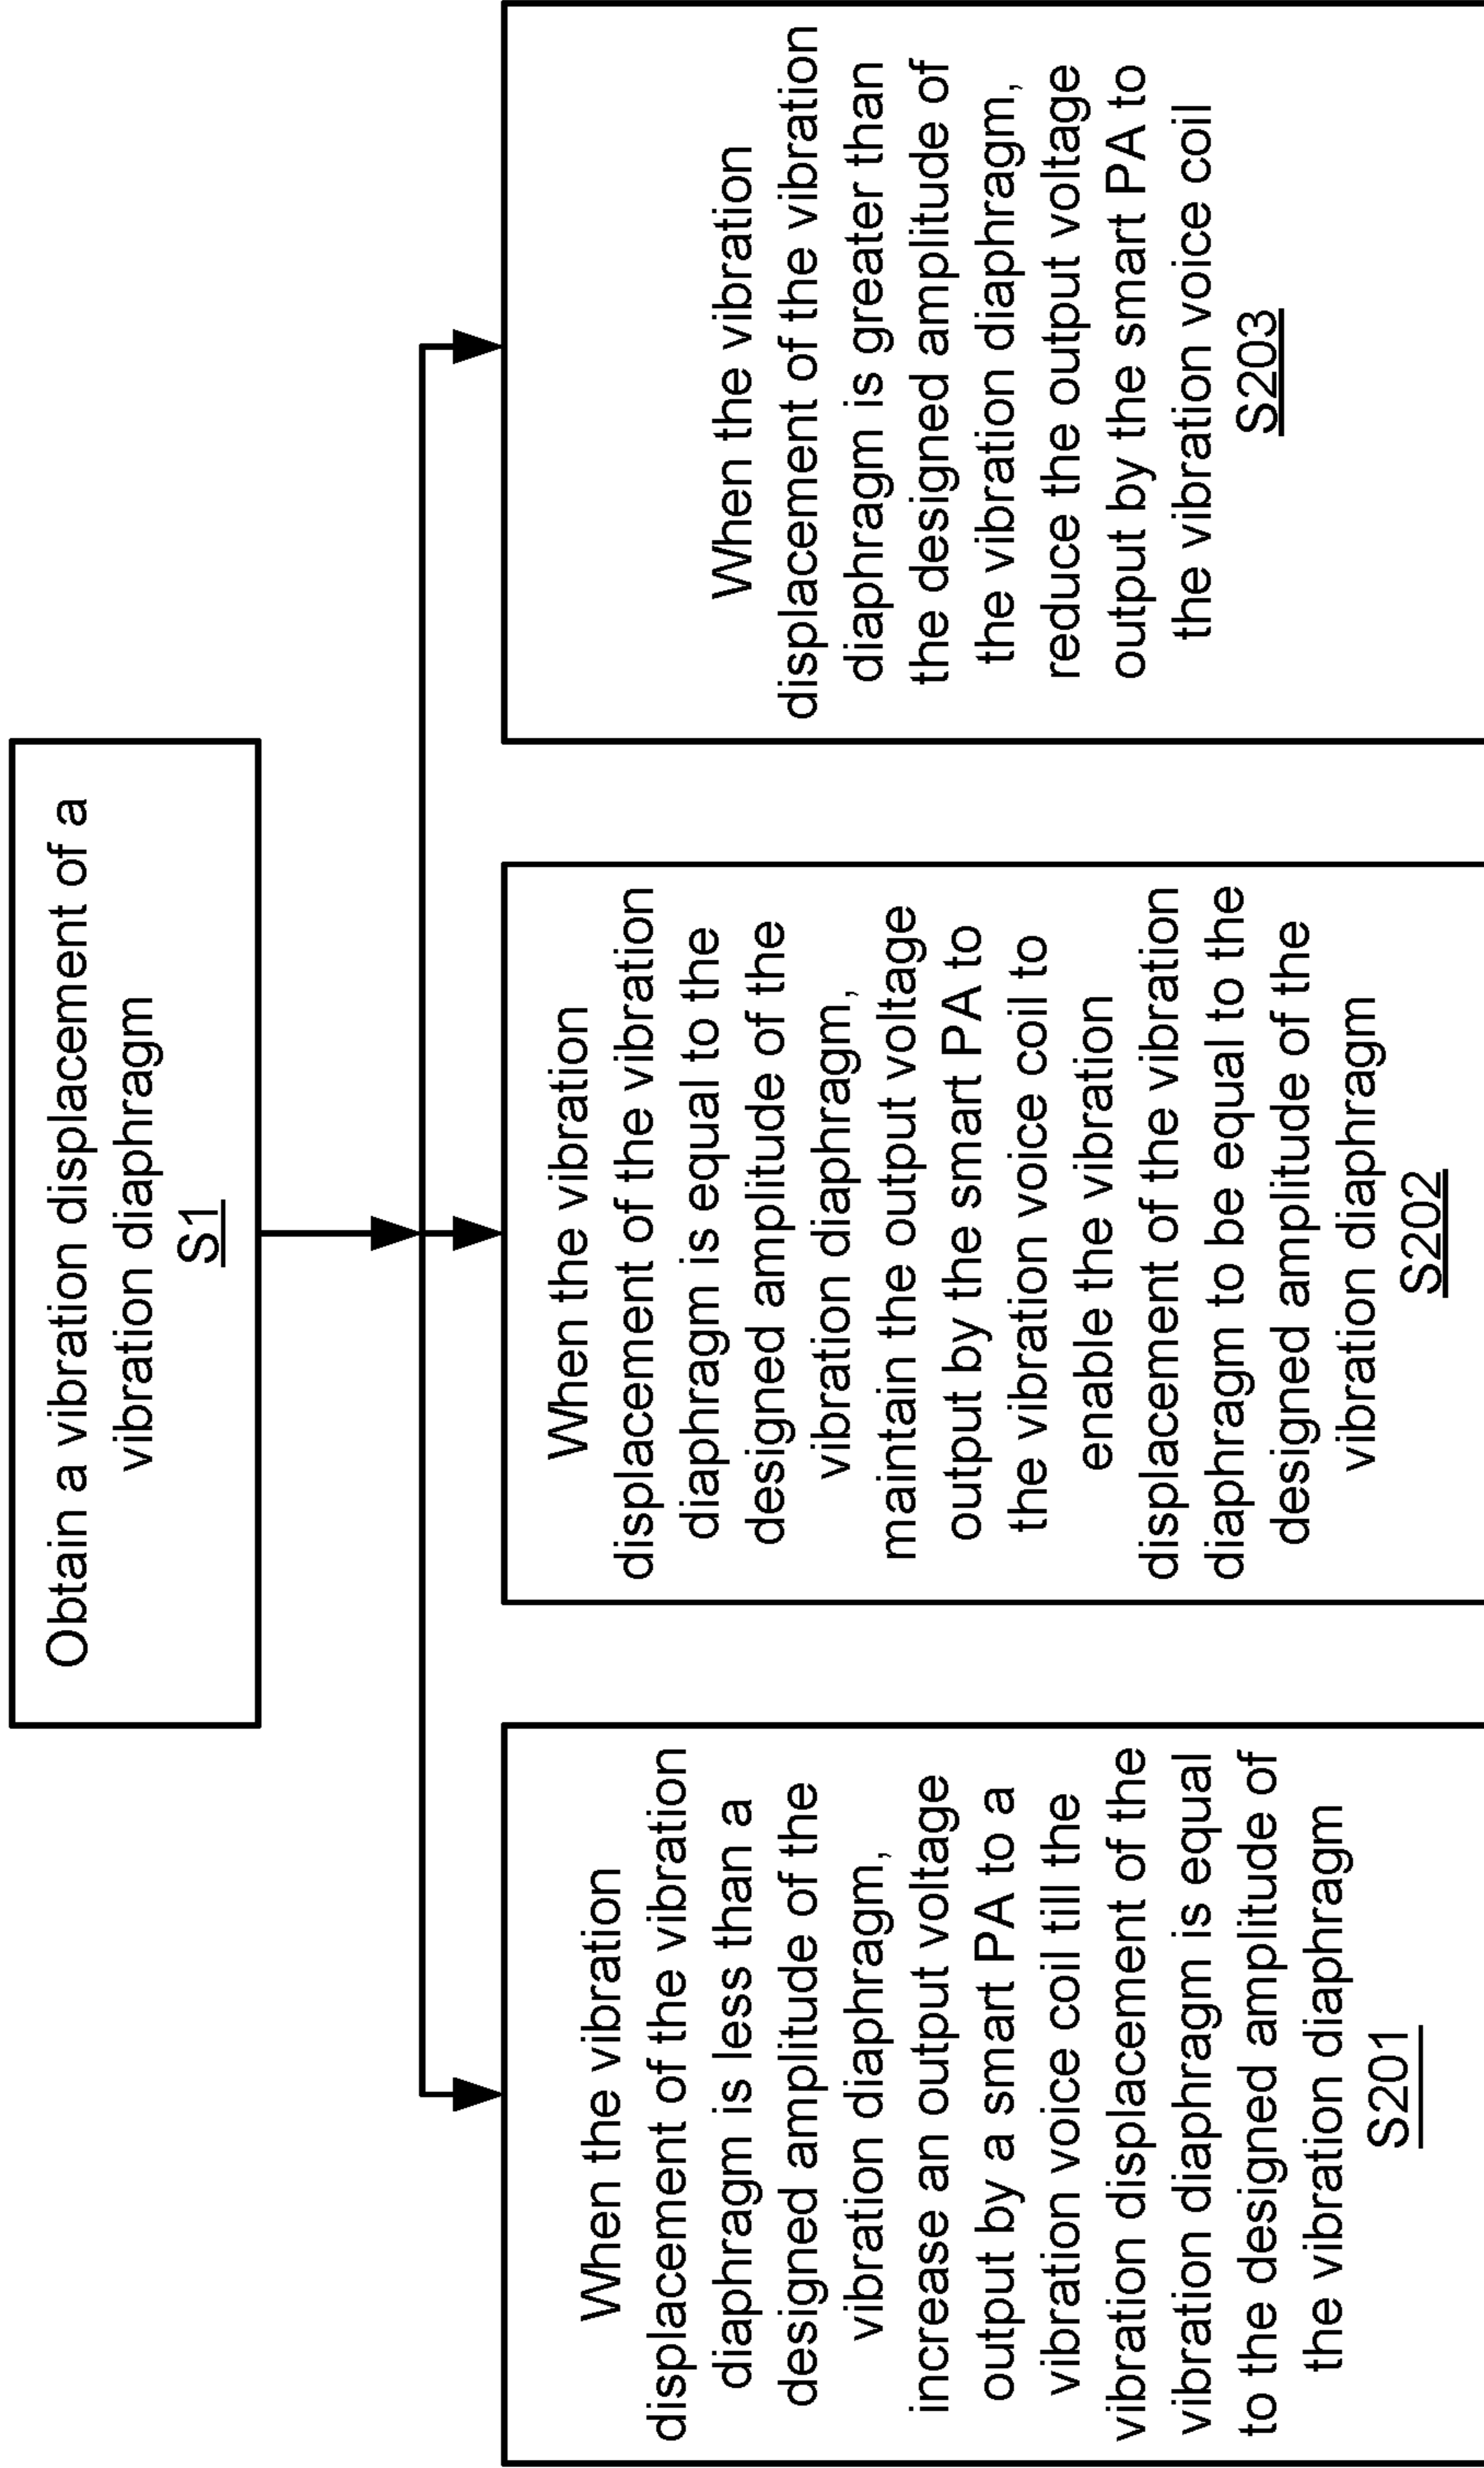 Obtain a vibration displacement of a
vibration diaphragm
S1
When the vibration
displacement of the vibration
diaphragm is less than a
designed amplitude of the
vibration diaphragm,
increase an output voltage
output by a smart PA to a
vibration voice coil till the
vibration displacement of the
vibration diaphragm is equal
to the designed amplitude of
the vibration diaphragm
S201
When the vibration
displacement of the vibration
diaphragm is equal to the
designed amplitude of the
vibration diaphragm,
maintain the output voltage
output by the smart PA to
the vibration voice coil to
enable the vibration
displacement of the vibration
diaphragm to be equal to the
designed amplitude of the
vibration diaphragm
S202
When the vibration
displacement of the vibration
diaphragm is greater than
the designed amplitude of
the vibration diaphragm,
reduce the output voltage
output by the smart PA to
the vibration voice coil
S203